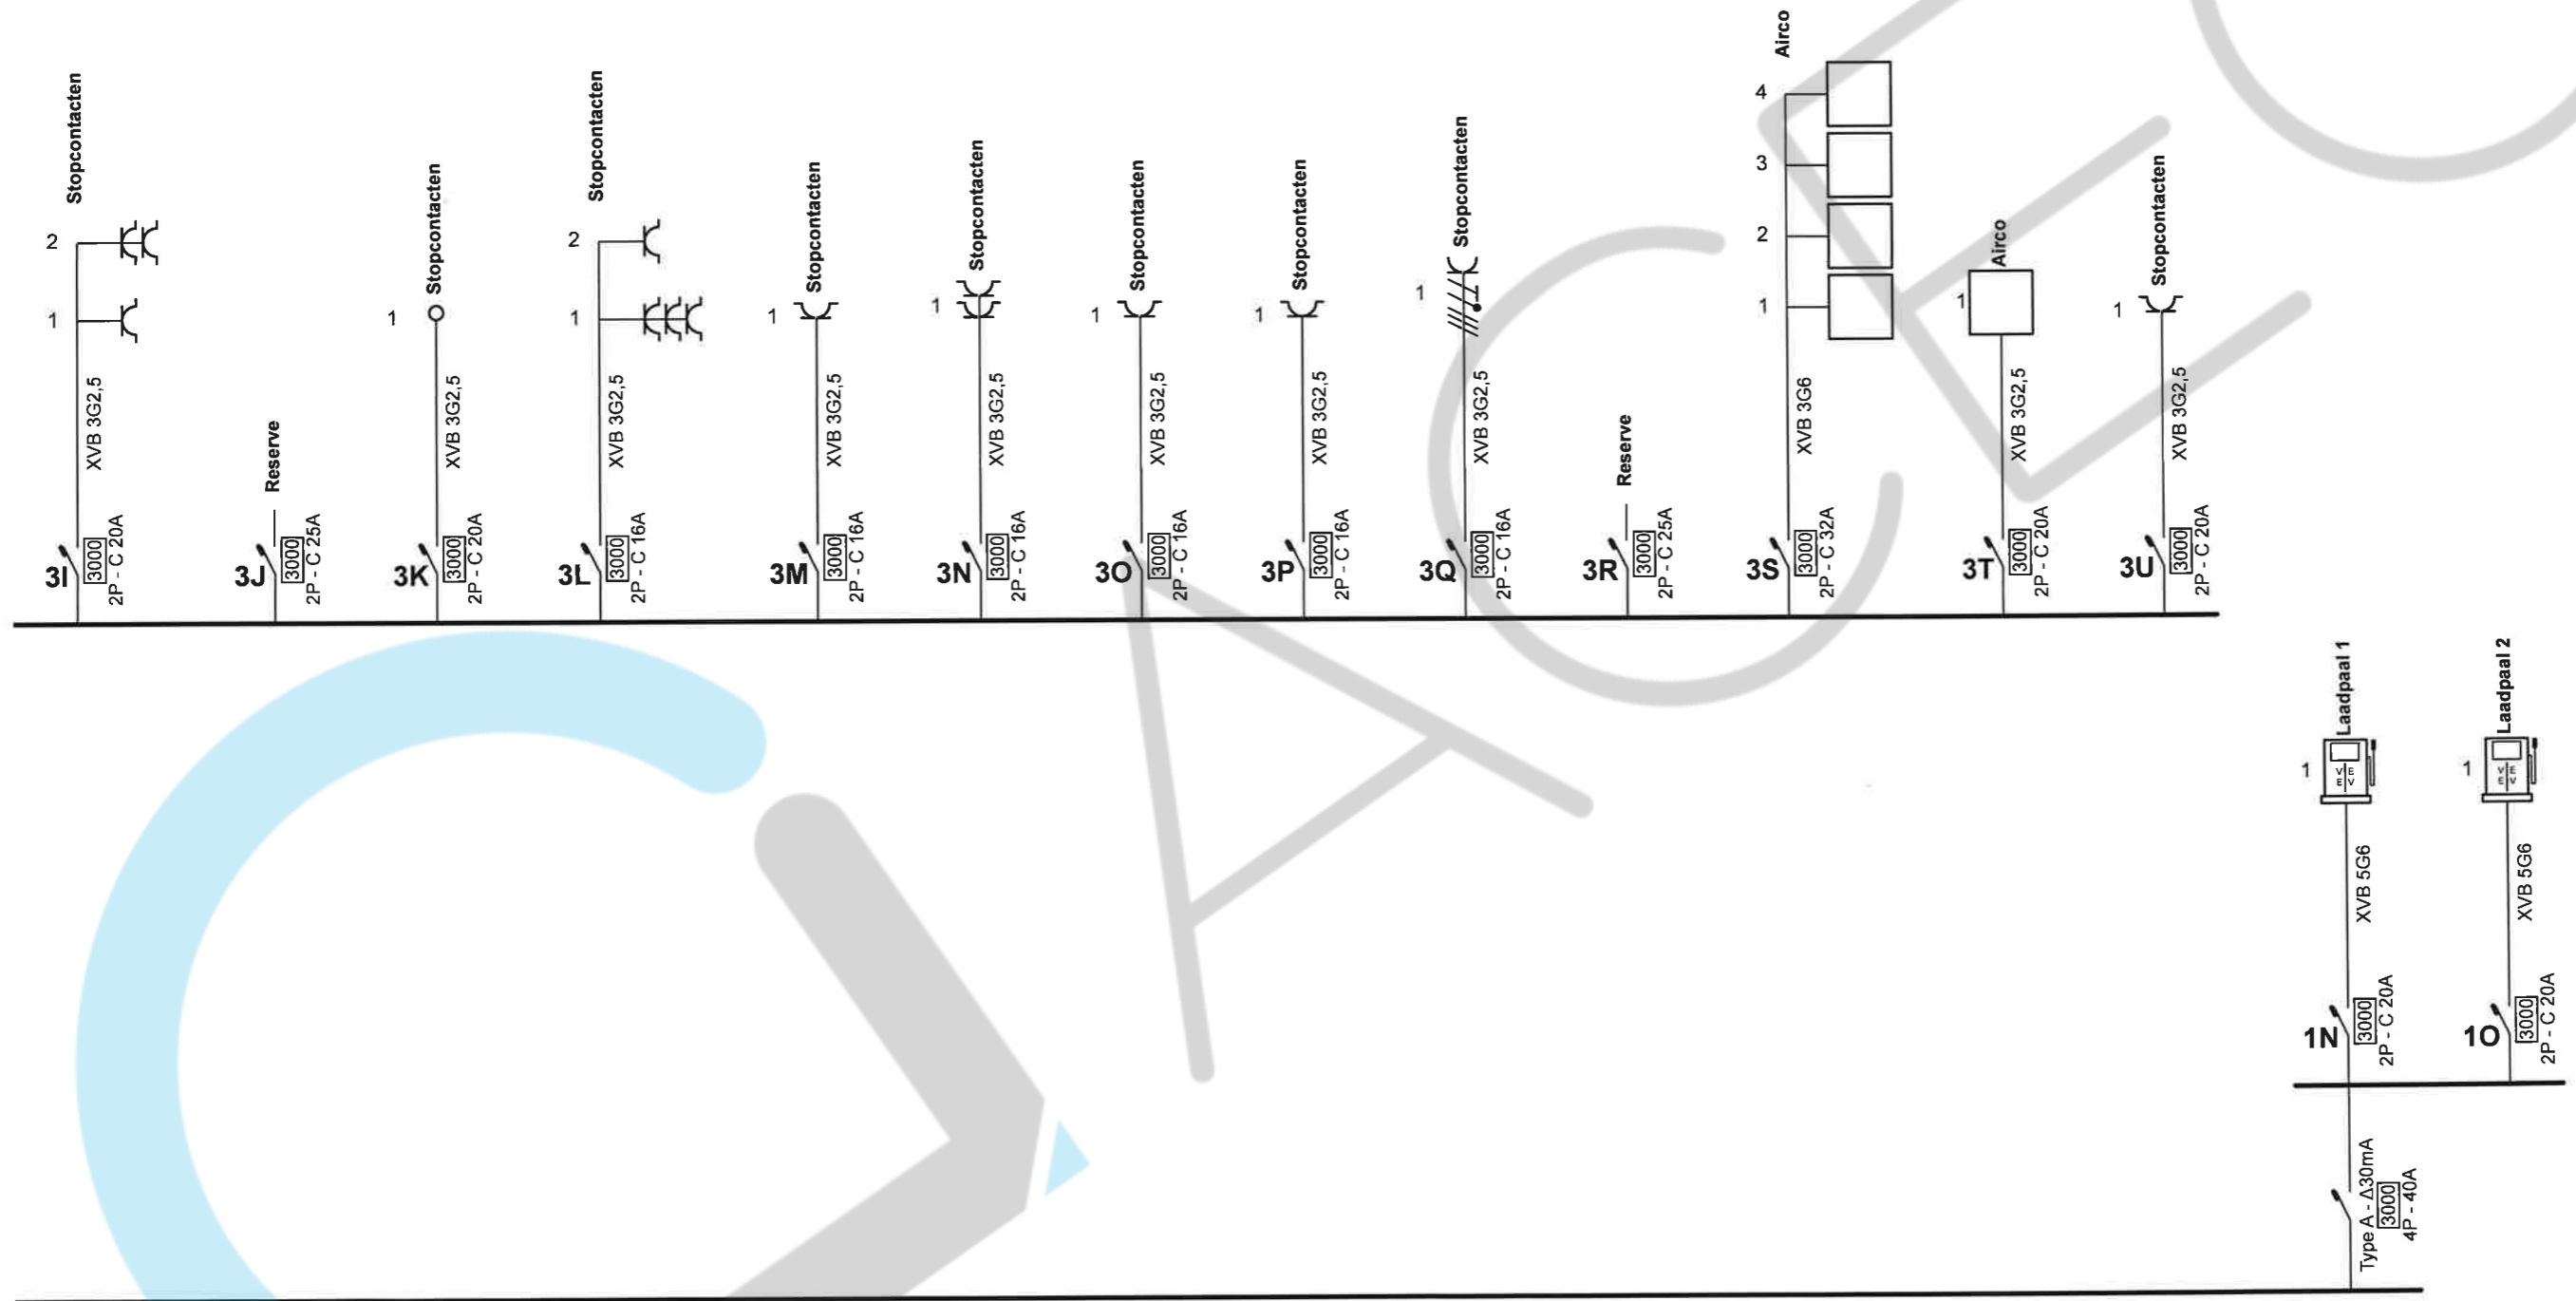 Stopcontacten
2
1
XVB 3G2,5
3I
3000
2P - C 20A
Reserve
3J
3000
2P - C 25A
Stopcontacten
1
XVB 3G2,5
3K
3000
2P - C 20A
Stopcontacten
2
1
XVB 3G2,5
3L
3000
2P - C 16A
Stopcontacten
1
XVB 3G2,5
3M
3000
2P - C 16A
Stopcontacten
1
XVB 3G2,5
3N
3000
2P - C 16A
Stopcontacten
1
XVB 3G2,5
3O
3000
2P - C 16A
Stopcontacten
1
XVB 3G2,5
3P
3000
2P - C 16A
Stopcontacten
1
XVB 3G2,5
3Q
3000
2P - C 16A
Reserve
3R
3000
2P - C 25A
Airco
4
3
2
1
XVB 3G6
3S
3000
2P - C 32A
Airco
1
XVB 3G2,5
3T
3000
2P - C 20A
Stopcontacten
1
XVB 3G2,5
3U
3000
2P - C 20A
Laadpaal 1
1
VE
EV
XVB 5G6
1N
3000
2P - C 20A
Laadpaal 2
1
VE
EV
XVB 5G6
1O
3000
2P - C 20A
Type A - Δ30mA
3000
4P - 40A